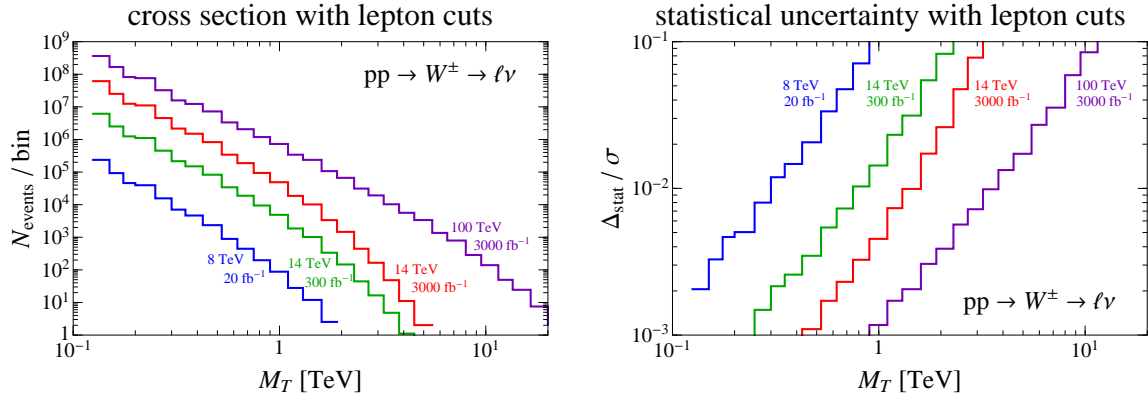 cross section with lepton cuts
10⁹
10⁸
10⁷
10⁶
10⁵
10⁴
10³
10²
10¹
1
N_events / bin
pp → W^± → ℓν
8 TeV
20 fb⁻¹
14 TeV
300 fb⁻¹
14 TeV
3000 fb⁻¹
100 TeV
3000 fb⁻¹
10⁻¹
1
10¹
M_T [TeV]
statistical uncertainty with lepton cuts
10⁻¹
10⁻²
10⁻³
Δ_stat / σ
8 TeV
20 fb⁻¹
14 TeV
300 fb⁻¹
14 TeV
3000 fb⁻¹
100 TeV
3000 fb⁻¹
pp → W^± → ℓν
10⁻¹
1
10¹
M_T [TeV]